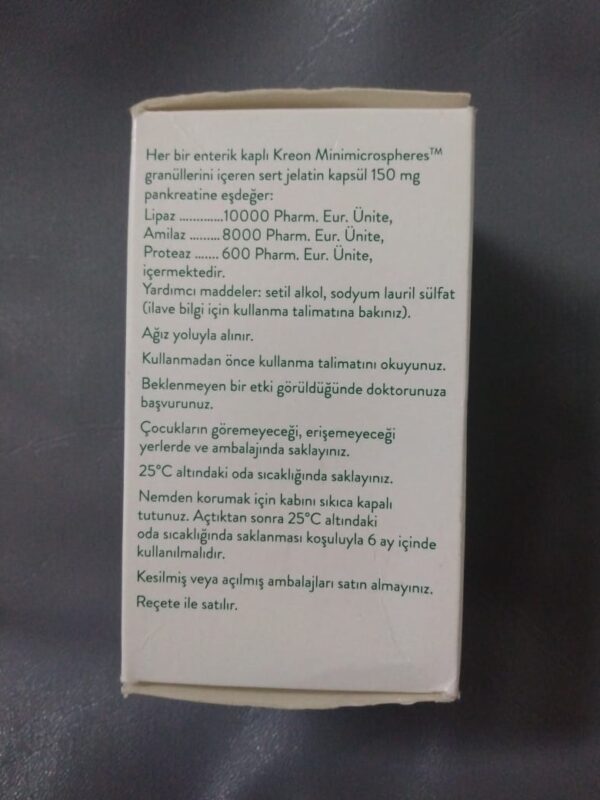 Her bir enterik kaplı Kreon Minimicrospheres™
granüllerini içeren sert jelatin kapsül 150 mg
pankreatine eşdeğer:
Lipaz .............10000 Pharm. Eur. Ünite,
Amilaz .........8000 Pharm. Eur. Ünite,
Proteaz ....... 600 Pharm. Eur. Ünite,
içermektedir.
Yardımcı maddeler: setil alkol, sodyum lauril sülfat
(ilave bilgi için kullanma talimatına bakınız).
Ağız yoluyla alınır.
Kullanmadan önce kullanma talimatını okuyunuz.
Beklenmeyen bir etki görüldüğünde doktorunuza
başvurunuz.
Çocukların göremeyeceği, erişemeyeceği
yerlerde ve ambalajında saklayınız.
25°C altındaki oda sıcaklığında saklayınız.
Nemden korumak için kabını sıkıca kapalı
tutunuz. Açtıktan sonra 25°C altındaki
oda sıcaklığında saklanması koşuluyla 6 ay içinde
kullanılmalıdır.
Kesilmiş veya açılmış ambalajları satın almayınız.
Reçete ile satılır.